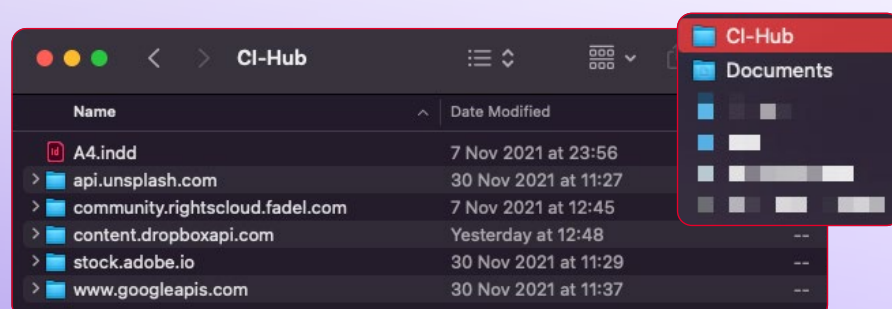 CI-Hub
Name Date Modified
A4.indd 7 Nov 2021 at 23:56
api.unsplash.com 30 Nov 2021 at 11:27
community.rightscloud.fadel.com 7 Nov 2021 at 12:45
content.dropboxapi.com Yesterday at 12:48 --
stock.adobe.io 30 Nov 2021 at 11:29 --
www.googleapis.com 30 Nov 2021 at 11:37 --
CI-Hub
Documents